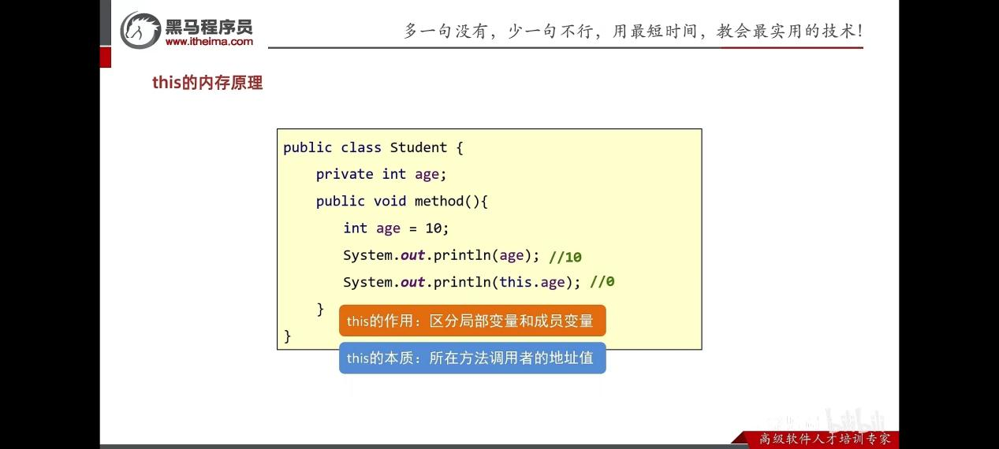 黑马程序员
www.itheima.com
多一句没有，少一句不行，用最短时间，教会最实用的技术!
this的内存原理
public class Student {
private int age;
public void method(){
int age = 10;
System.out.println(age); //10
System.out.println(this.age); //0
}
}
this的作用：区分局部变量和成员变量
this的本质：所在方法调用者的地址值
bilibili
高级软件人才培训专家